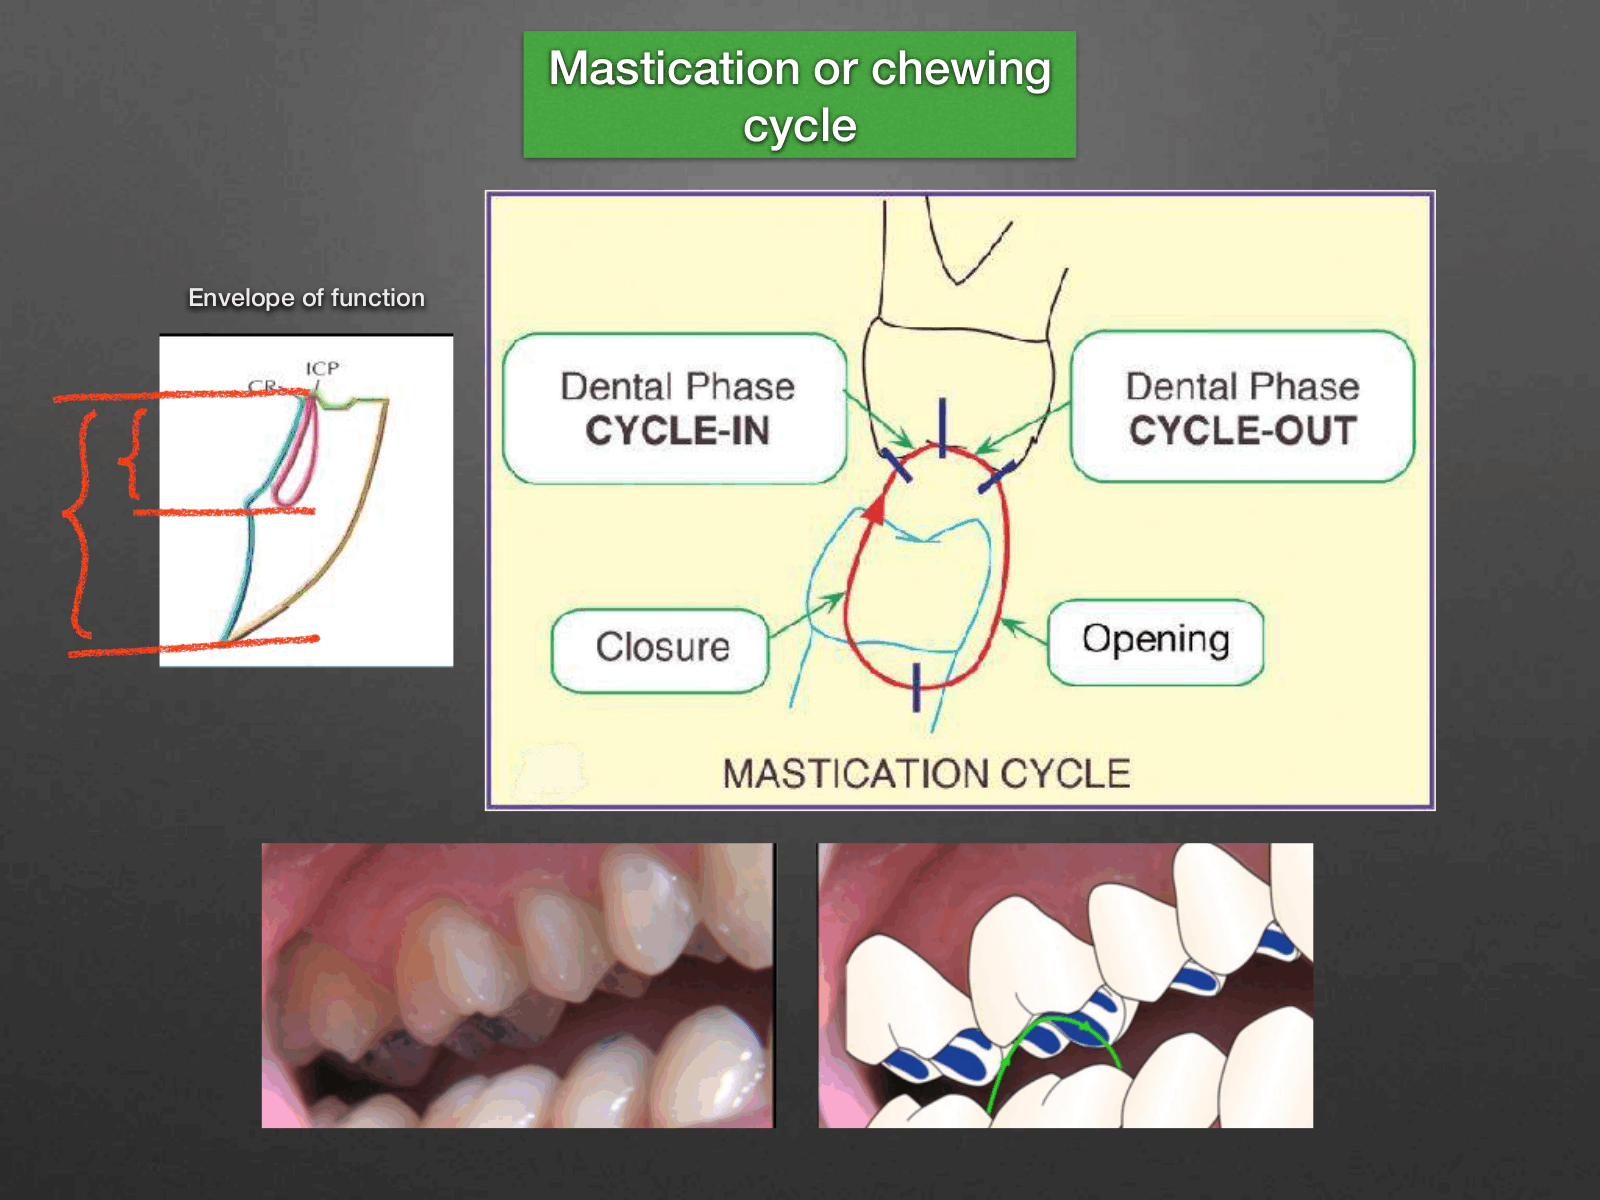 Mastication or chewing
cycle
Envelope of function
ICP
CR
Dental Phase
CYCLE-IN
Dental Phase
CYCLE-OUT
Closure
Opening
MASTICATION CYCLE